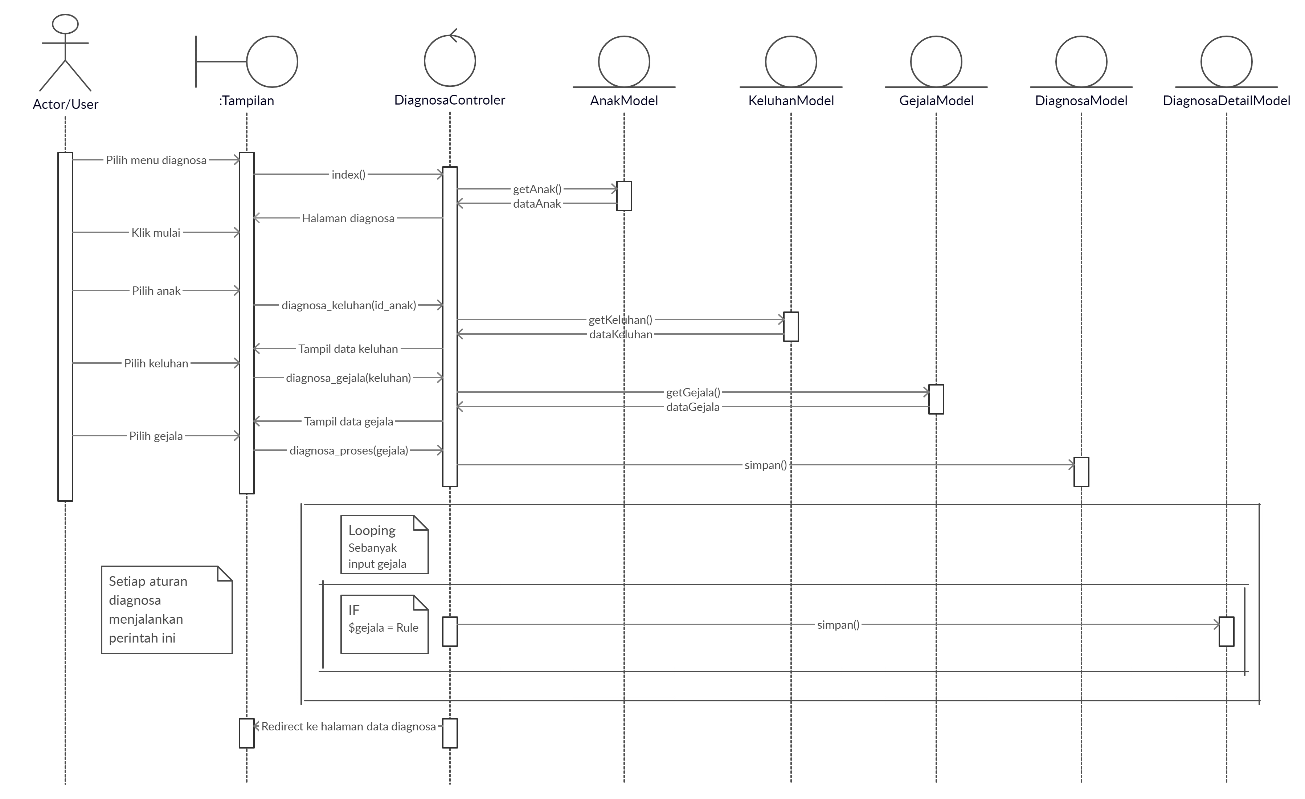 Actor/User
:Tampilan
DiagnosaControler
AnakModel
KeluhanModel
GejalaModel
DiagnosaModel
DiagnosaDetailModel
Pilih menu diagnosa
index()
getAnak()
dataAnak
Halaman diagnosa
Klik mulai
Pilih anak
diagnosa_keluhan(id_anak)
getKeluhan()
dataKeluhan
Tampil data keluhan
Pilih keluhan
diagnosa_gejala(keluhan)
getGejala()
dataGejala
Tampil data gejala
Pilih gejala
diagnosa_proses(gejala)
simpan()
Looping
Sebanyak
input gejala
Setiap aturan
diagnosa
menjalankan
perintah ini
IF
$gejala = Rule
simpan()
Redirect ke halaman data diagnosa